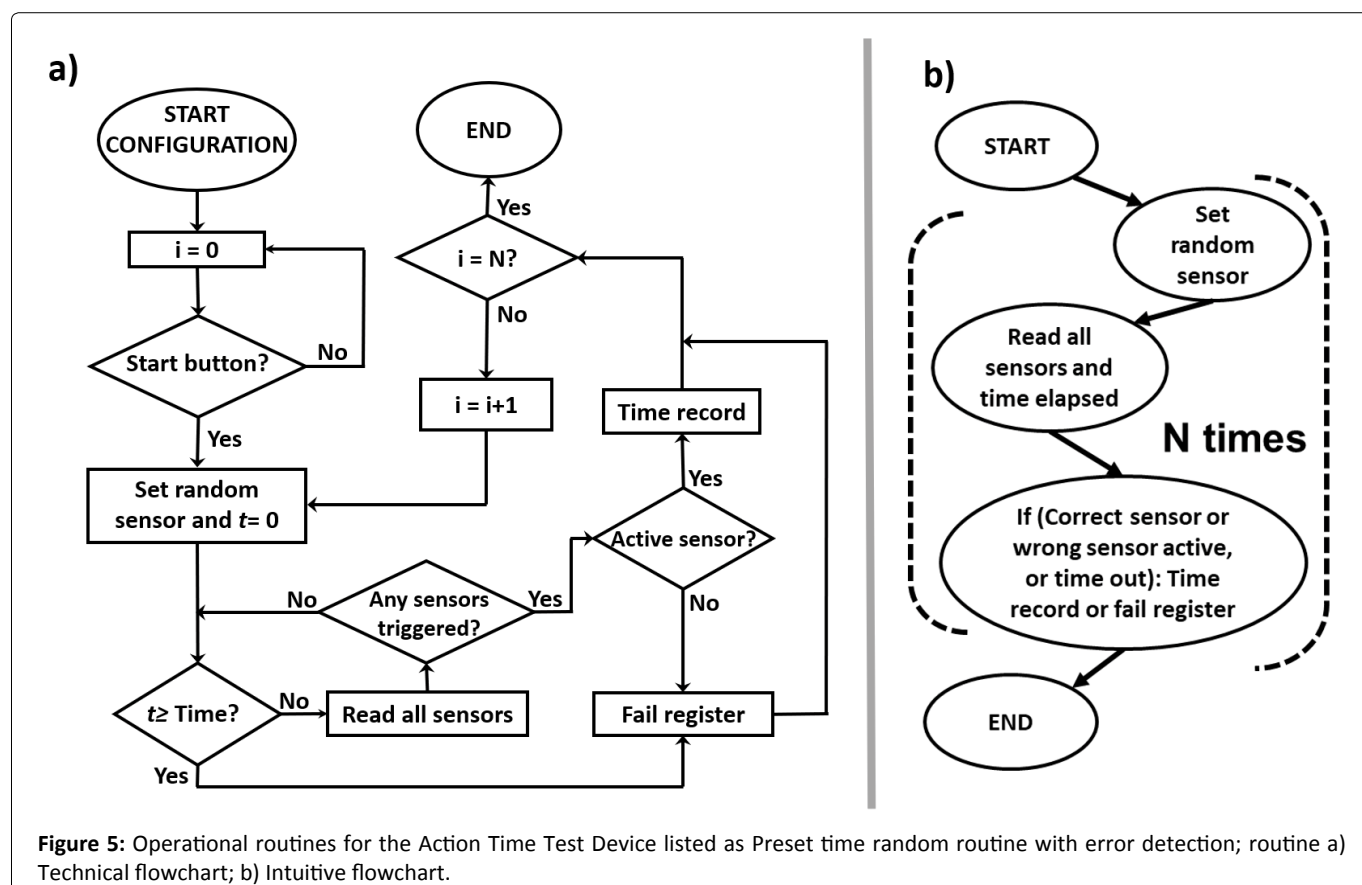 a)
START
CONFIGURATION
i = 0
Start button?
No
Yes
Set random
sensor and t= 0
t≥ Time?
No
Yes
Read all sensors
Any sensors
triggered?
No
Yes
Active sensor?
Yes
No
Time record
Fail register
i = N?
Yes
No
i = i+1
END
b)
START
Set
random
sensor
Read all
sensors and
time elapsed
N times
If (Correct sensor or
wrong sensor active,
or time out): Time
record or fail register
END
Figure 5: Operational routines for the Action Time Test Device listed as Preset time random routine with error detection; routine a)
Technical flowchart; b) Intuitive flowchart.